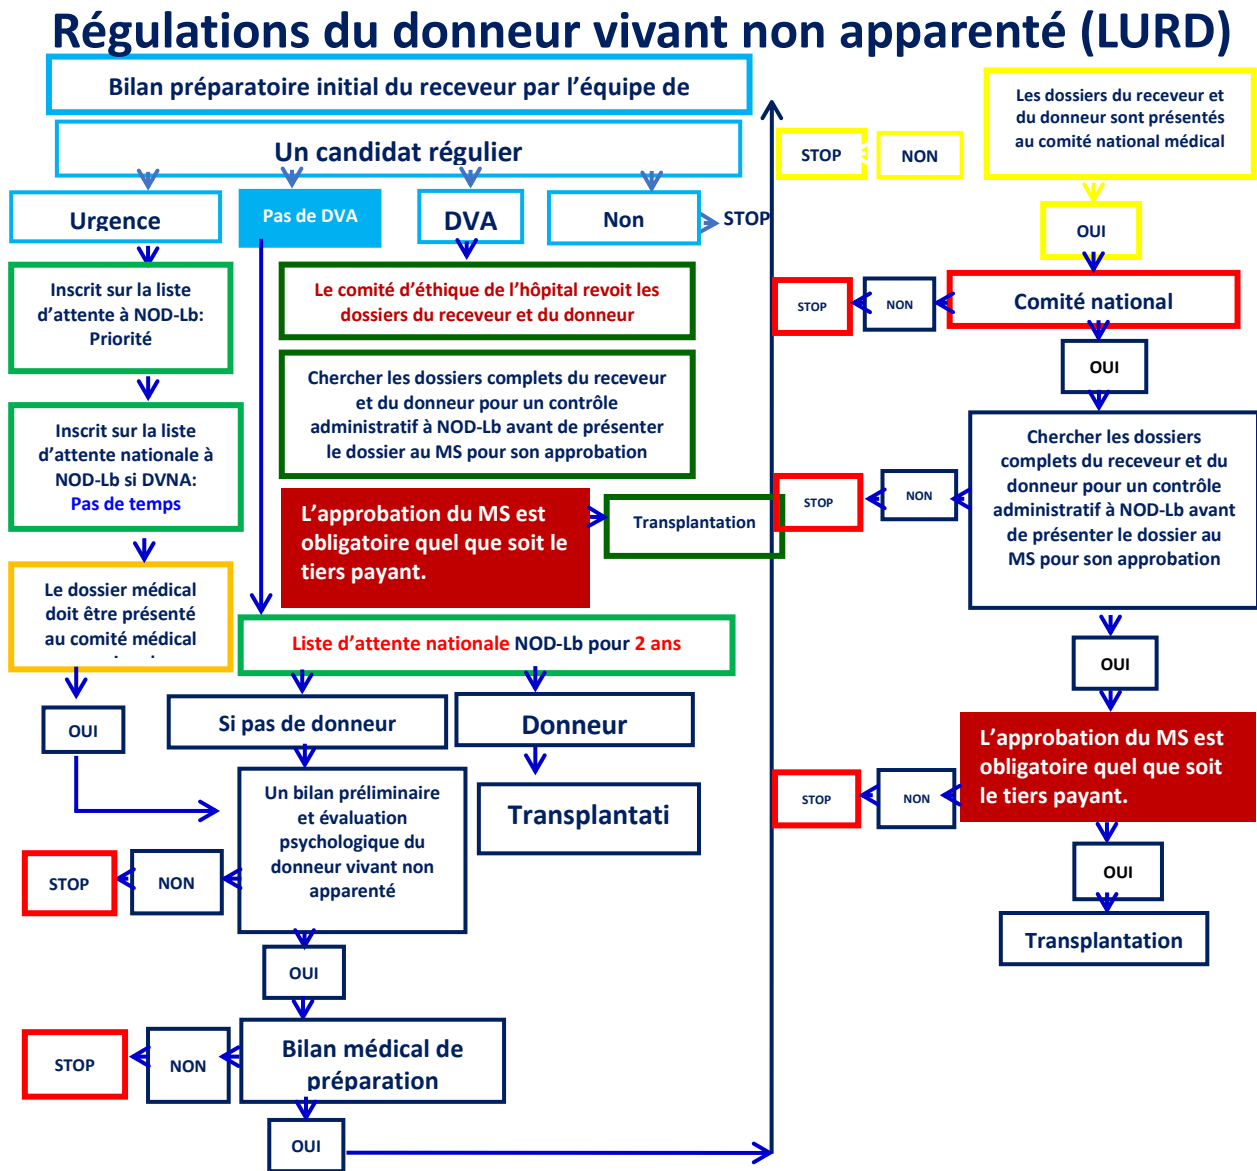 Régulations du donneur vivant non apparenté (LURD)
Bilan préparatoire initial du receveur par l'équipe de
Un candidat régulier
Urgence
Pas de DVA
DVA
Non
STOP
Inscrit sur la liste
d'attente à NOD-Lb:
Priorité
Le comité d'éthique de l'hôpital revoit les
dossiers du receveur et du donneur
Chercher les dossiers complets du receveur
et du donneur pour un contrôle
administratif à NOD-Lb avant de présenter
le dossier au MS pour son approbation
Inscrit sur la liste
d'attente nationale à
NOD-Lb si DVNA:
Pas de temps
L'approbation du MS est
obligatoire quel que soit le
tiers payant.
Transplantation
Le dossier médical
doit être présenté
au comité médical
Liste d'attente nationale NOD-Lb pour 2 ans
OUI
Si pas de donneur
Donneur
Un bilan préliminaire
et évaluation
psychologique du
donneur vivant non
apparenté
Transplantati
STOP
NON
OUI
Bilan médical de
préparation
STOP
NON
OUI
Les dossiers du receveur et
du donneur sont présentés
au comité national médical
STOP
NON
OUI
Comité national
STOP
NON
OUI
Chercher les dossiers
complets du receveur et du
donneur pour un contrôle
administratif à NOD-Lb avant
de présenter le dossier au
MS pour son approbation
STOP
NON
OUI
L'approbation du MS est
obligatoire quel que soit
le tiers payant.
STOP
NON
OUI
Transplantation